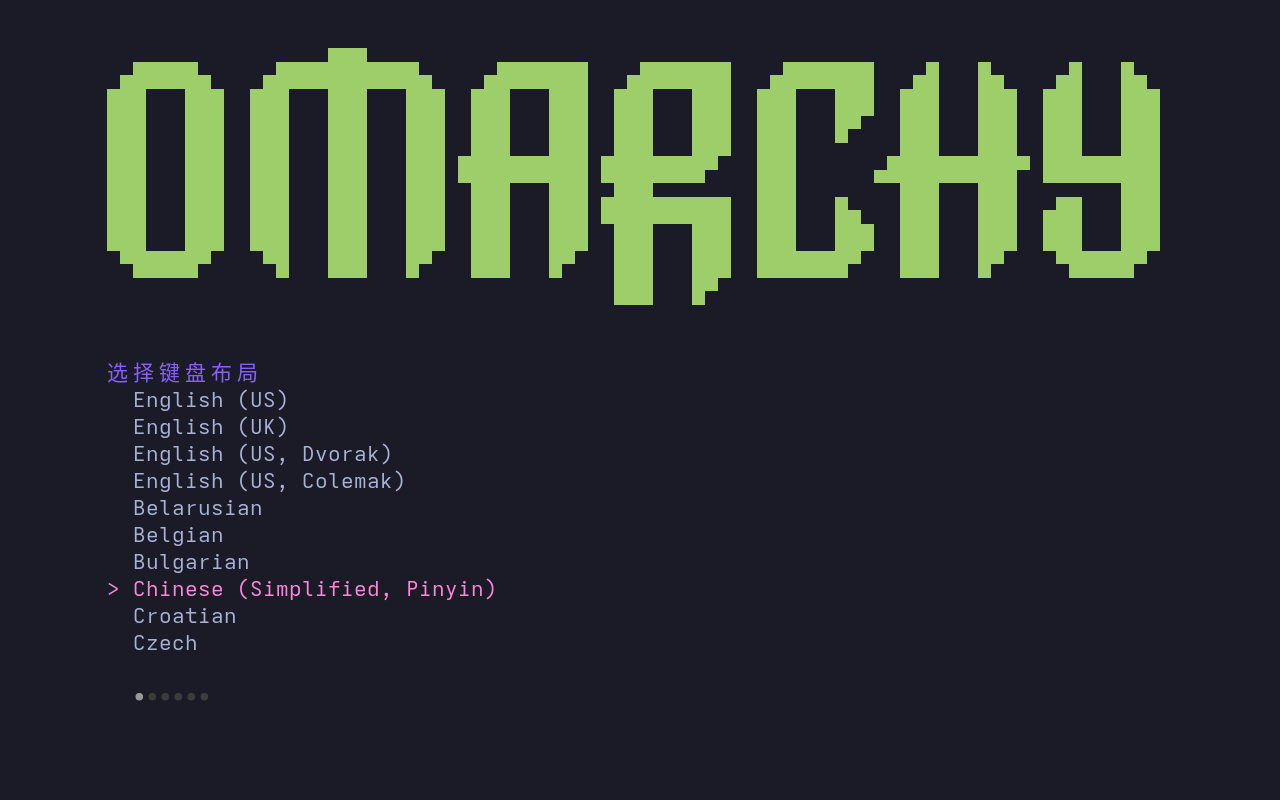 OMARCHY
选择键盘布局
English (US)
English (UK)
English (US, Dvorak)
English (US, Colemak)
Belarusian
Belgian
Bulgarian
> Chinese (Simplified, Pinyin)
Croatian
Czech